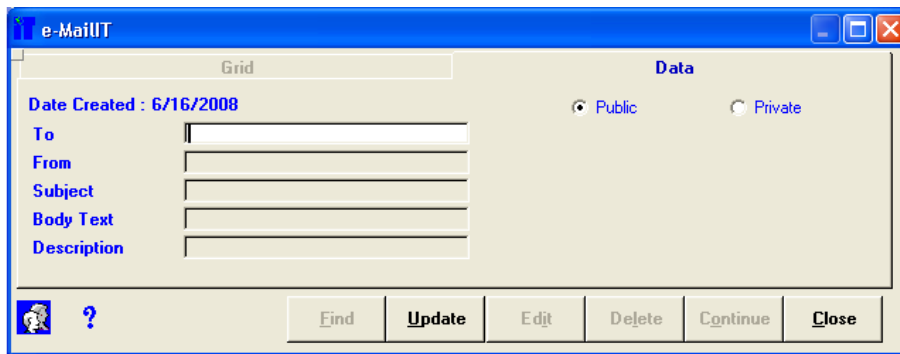 iT e-MailIT
Grid Data
Date Created : 6/16/2008 Public Private
To
From
Subject
Body Text
Description
? Find Update Edit Delete Continue Close